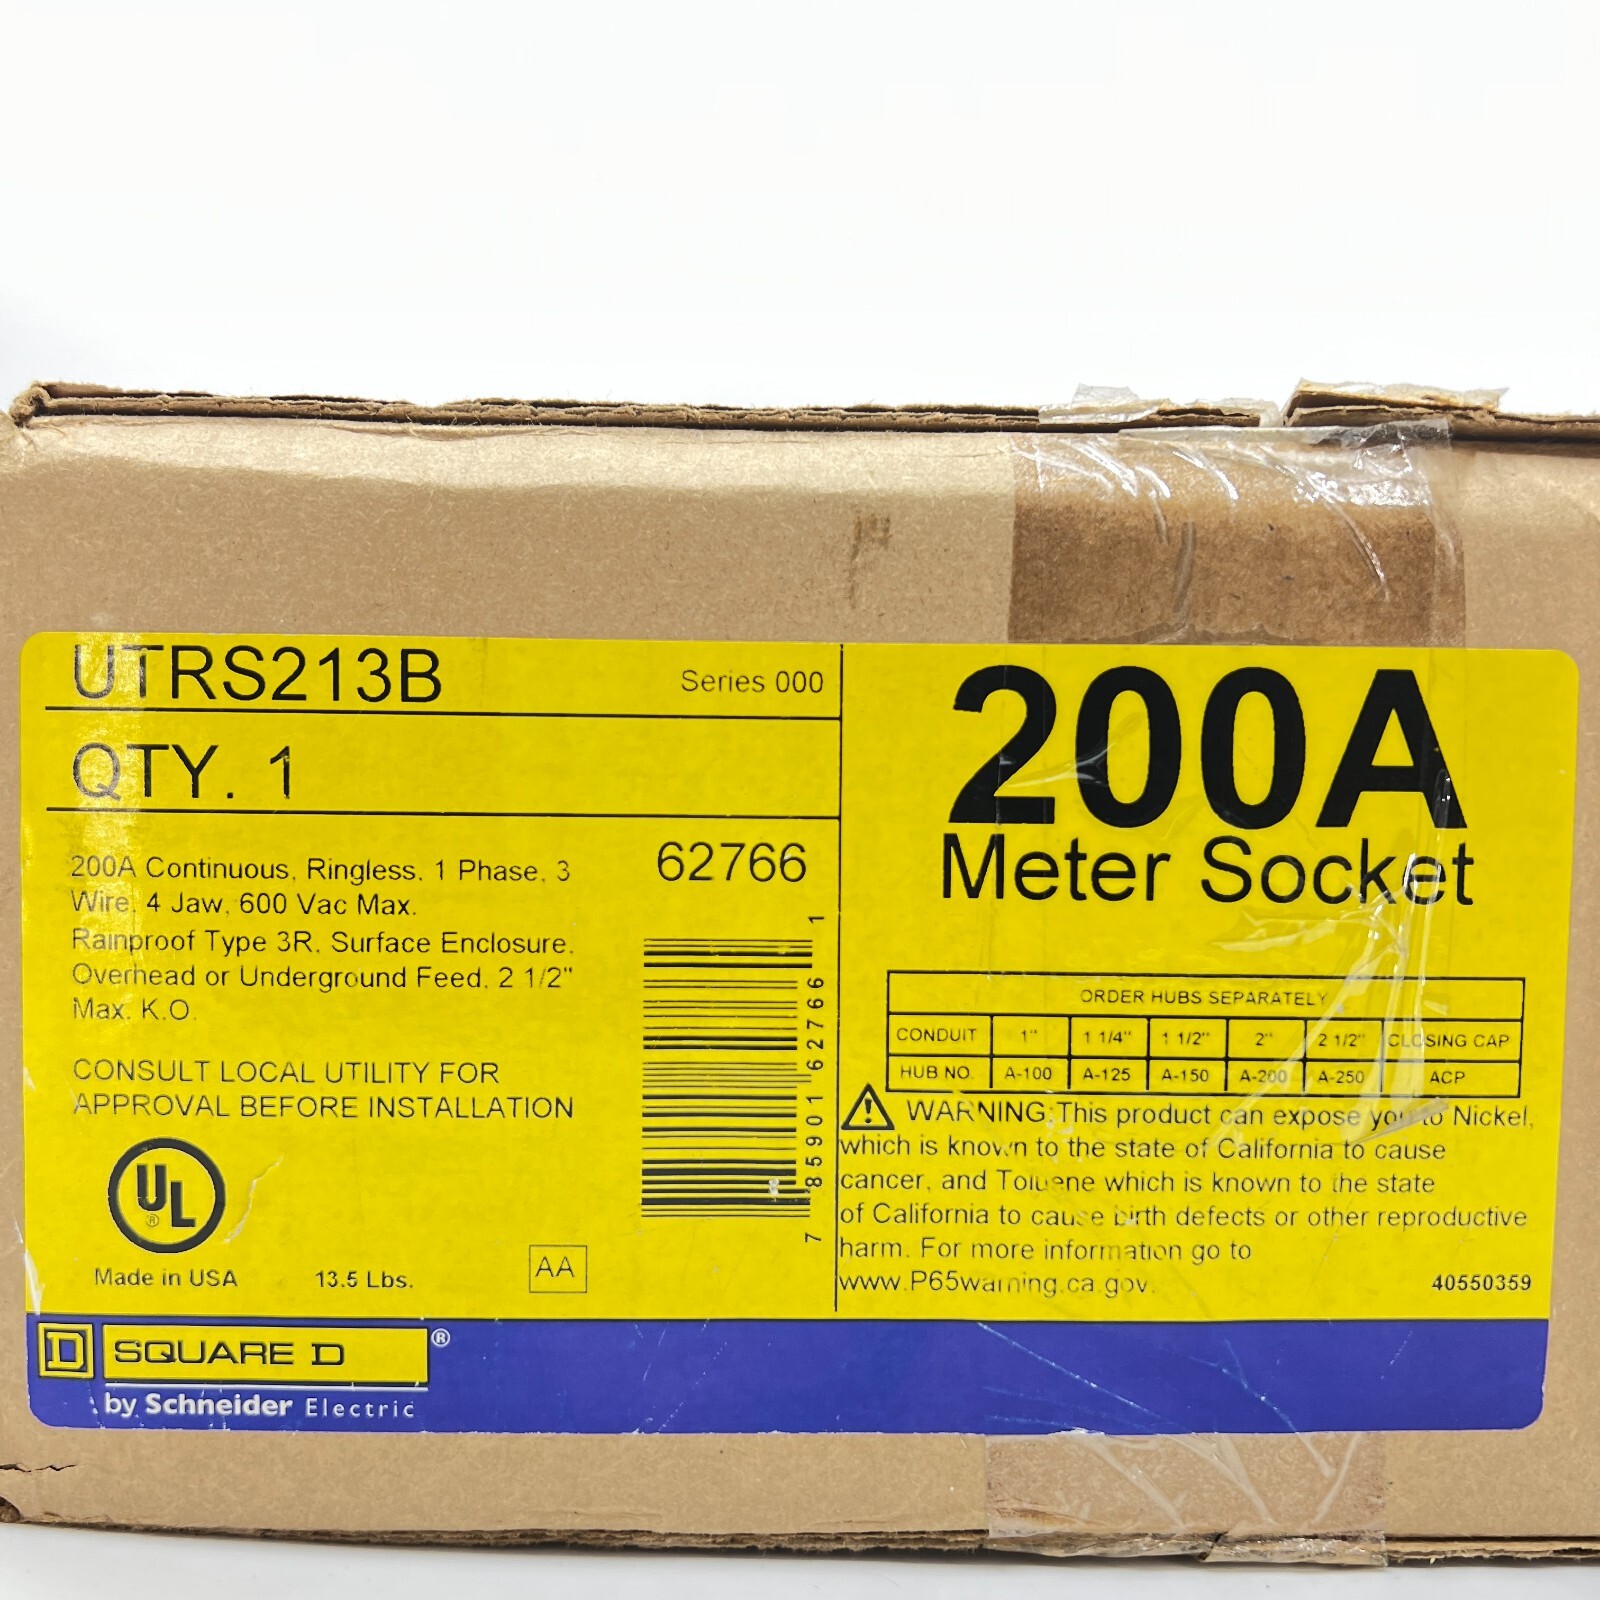 UTRS213B
Series 000
QTY. 1
200A Continuous, Ringless, 1 Phase, 3
Wire, 4 Jaw, 600 Vac Max.
Rainproof Type 3R, Surface Enclosure,
Overhead or Underground Feed, 2 1/2"
Max. K.O.
CONSULT LOCAL UTILITY FOR
APPROVAL BEFORE INSTALLATION
62766
7 85901 62766 1
UL
®
Made in USA
13.5 Lbs.
AA
200A
Meter Socket
ORDER HUBS SEPARATELY
CONDUIT 1" 1 1/4" 1 1/2" 2" 2 1/2" CLOSING CAP
HUB NO. A-100 A-125 A-150 A-200 A-250 ACP
WARNING:This product can expose you to Nickel,
which is known to the state of California to cause
cancer, and Toluene which is known to the state
of California to cause birth defects or other reproductive
harm. For more information go to
www.P65warning.ca.gov.
40550359
D SQUARE D ®
by Schneider Electric